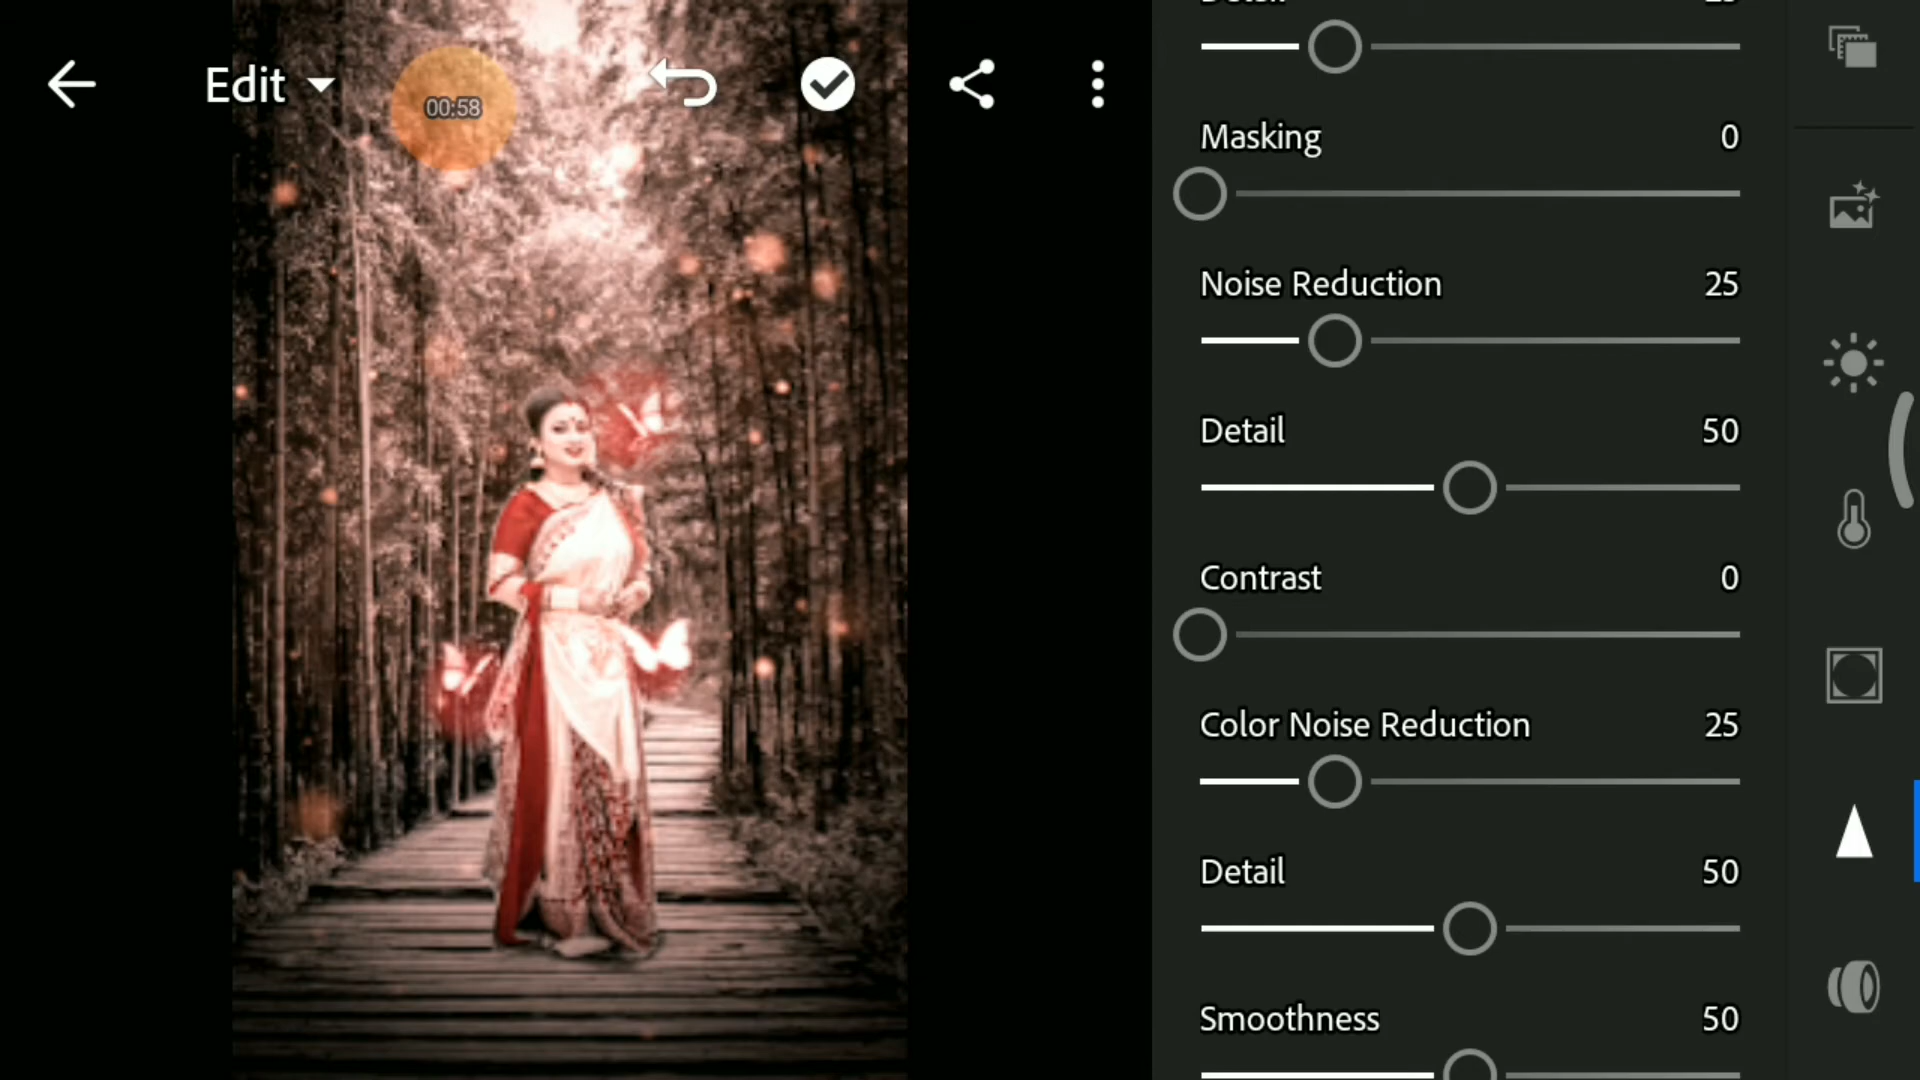 Edit
00:58
Masking 0
Noise Reduction 25
Detail 50
Contrast 0
Color Noise Reduction 25
Detail 50
Smoothness 50